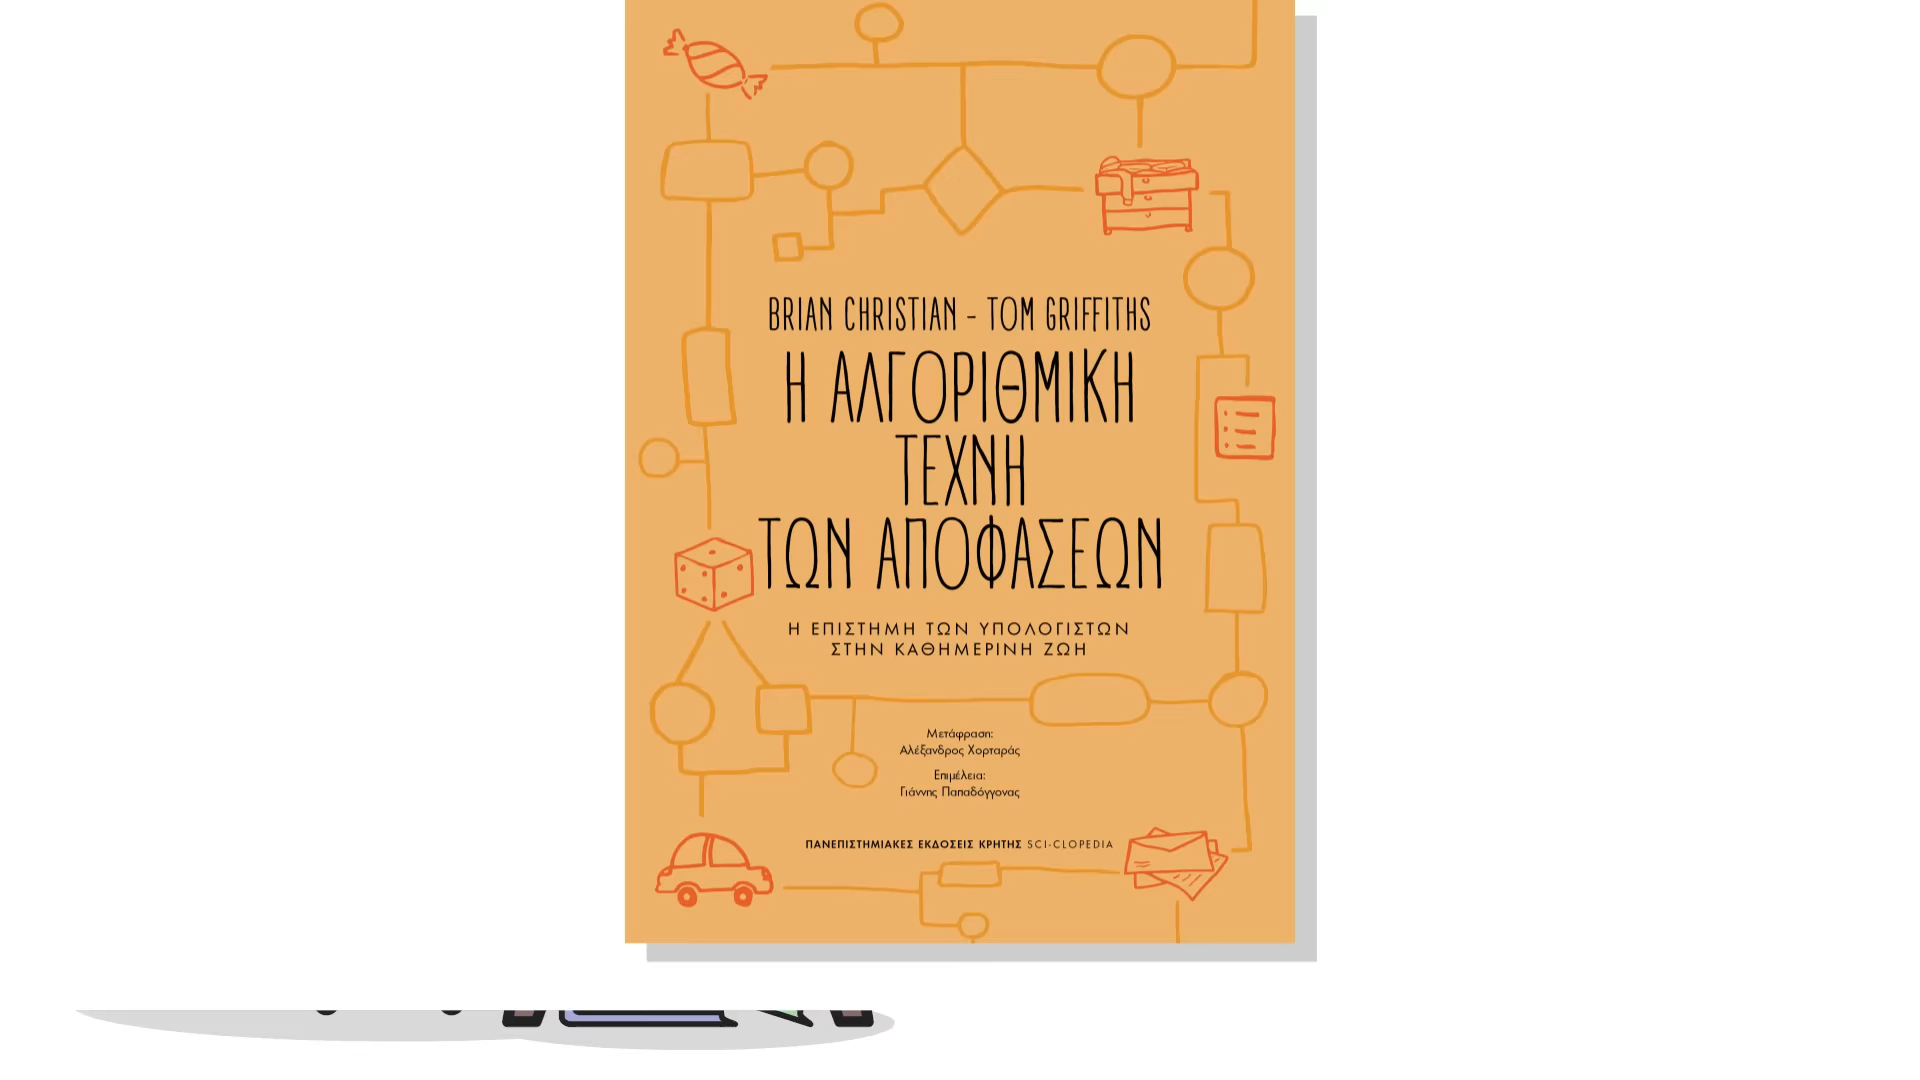 BRIAN CHRISTIAN – TOM GRIFFITHS
Η ΑΛΓΟΡΙΘΜΙΚΗ
ΤΕΧΝΗ
ΤΩΝ ΑΠΟΦΑΣΕΩΝ
Η ΕΠΙΣΤΗΜΗ ΤΩΝ ΥΠΟΛΟΓΙΣΤΩΝ
ΣΤΗΝ ΚΑΘΗΜΕΡΙΝΗ ΖΩΗ
Μετάφραση:
Αλέξανδρος Χορταράς
Επιμέλεια:
Γιάννης Παπαδόγγονας
ΠΑΝΕΠΙΣΤΗΜΙΑΚΕΣ ΕΚΔΟΣΕΙΣ ΚΡΗΤΗΣ SCI-CLOPEDIA